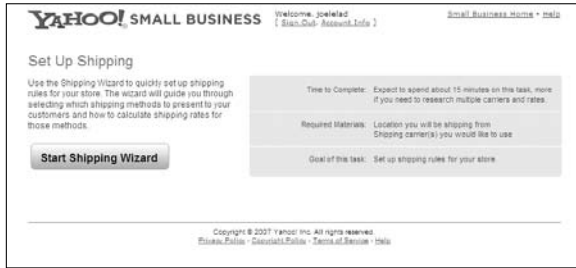 YAHOO! SMALL BUSINESS
Welcome, joelelad
[ Sign Out, Account Info ]
Small Business Home - Help
Set Up Shipping
Use the Shipping Wizard to quickly set up shipping
rules for your store. The wizard will guide you through
selecting which shipping methods to present to your
customers and how to calculate shipping rates for
those methods.
Start Shipping Wizard
Time to Complete: Expect to spend about 15 minutes on this task, more
if you need to research multiple carriers and rates.
Required Materials: Location you will be shipping from
Shipping carrier(s) you would like to use
Goal of this task: Set up shipping rules for your store.
Copyright © 2007 Yahoo! Inc. All rights reserved
Privacy Policy - Copyright Policy - Terms of Service - Help